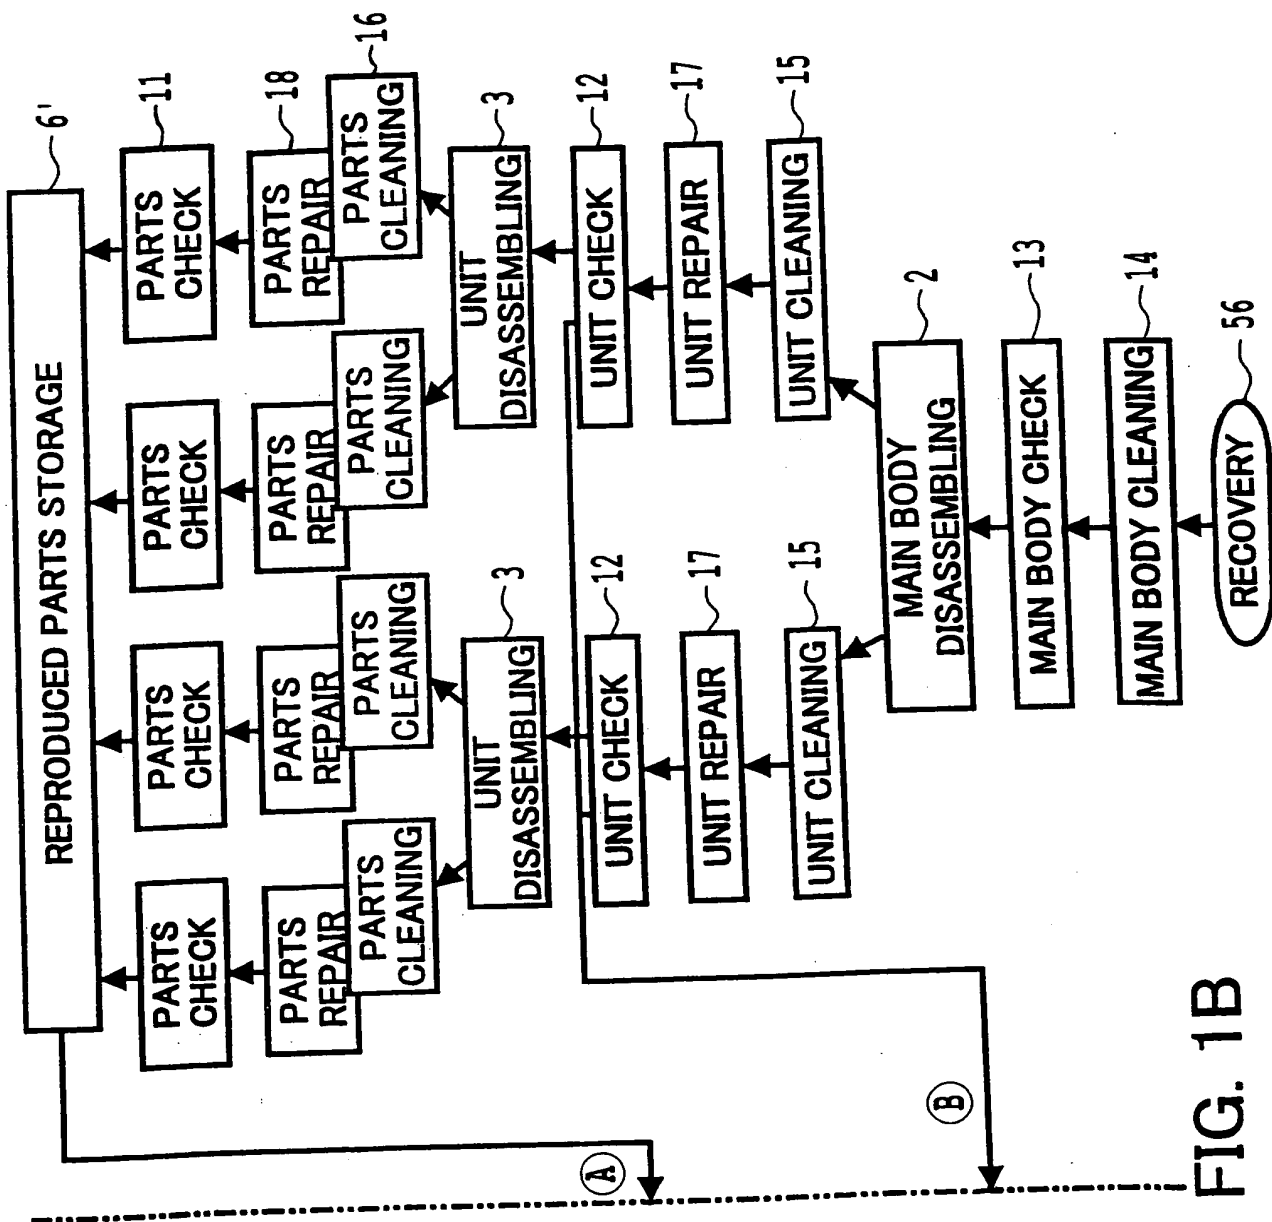 6'
REPRODUCED PARTS STORAGE
11
PARTS
CHECK
PARTS
CHECK
PARTS
CHECK
PARTS
CHECK
18
PARTS
REPAIR
PARTS
REPAIR
PARTS
REPAIR
PARTS
REPAIR
16
PARTS
CLEANING
PARTS
CLEANING
PARTS
CLEANING
PARTS
CLEANING
3
UNIT
DISASSEMBLING
3
UNIT
DISASSEMBLING
A
12
UNIT CHECK
12
UNIT CHECK
17
UNIT REPAIR
17
UNIT REPAIR
15
UNIT CLEANING
15
UNIT CLEANING
B
2
MAIN BODY
DISASSEMBLING
13
MAIN BODY CHECK
14
MAIN BODY CLEANING
56
RECOVERY
FIG. 1B